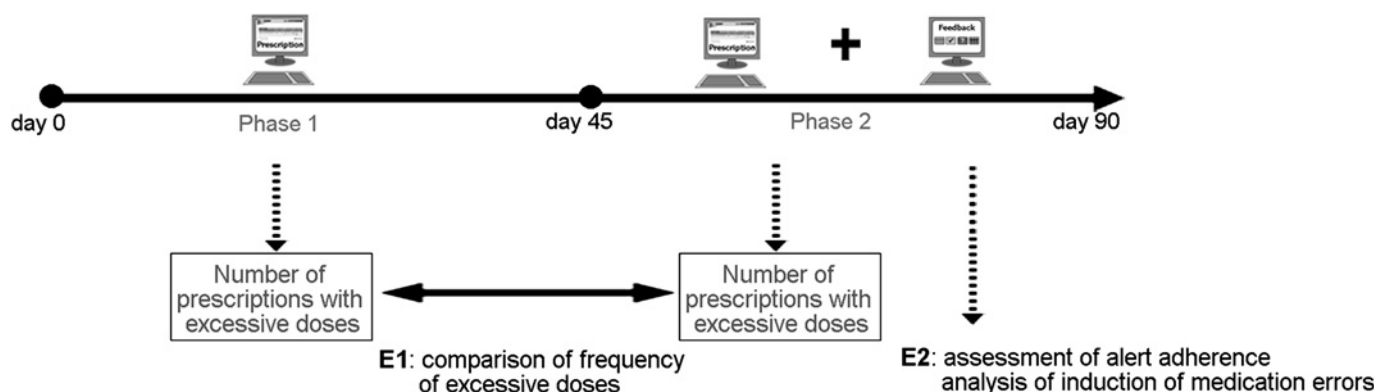 Prescription
Prescription
+
Feedback
day 0
Phase 1
day 45
Phase 2
day 90
Number of
prescriptions with
excessive doses
Number of
prescriptions with
excessive doses
E1: comparison of frequency
of excessive doses
E2: assessment of alert adherence
analysis of induction of medication errors